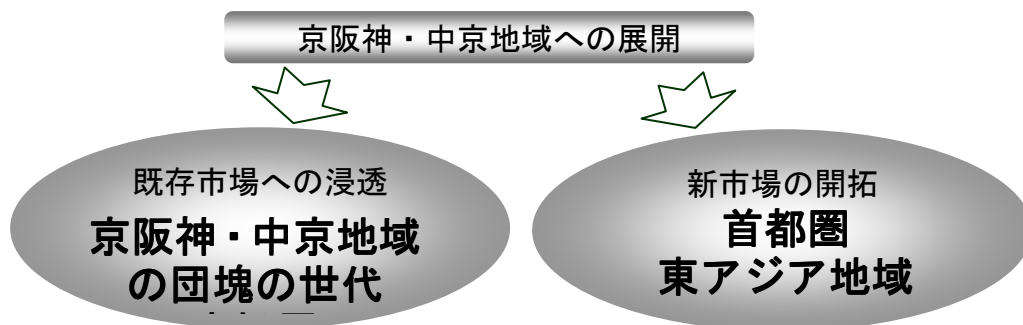 京阪神・中京地域への展開
既存市場への浸透
京阪神・中京地域
の団塊の世代
新市場の開拓
首都圏
東アジア地域